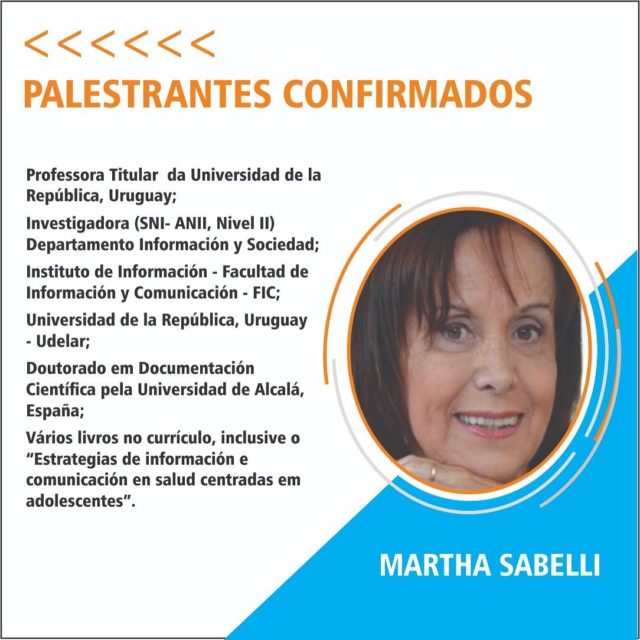 <<<<<<
PALESTRANTES CONFIRMADOS
Professora Titular da Universidad de la
República, Uruguay;
Investigadora (SNI- ANII, Nivel II)
Departamento Información y Sociedad;
Instituto de Información - Facultad de
Información y Comunicación - FIC;
Universidad de la República, Uruguay
- Udelar;
Doutorado em Documentación
Científica pela Universidad de Alcalá,
España;
Vários livros no currículo, inclusive o
“Estrategias de información e
comunicación en salud centradas em
adolescentes”.
MARTHA SABELLI